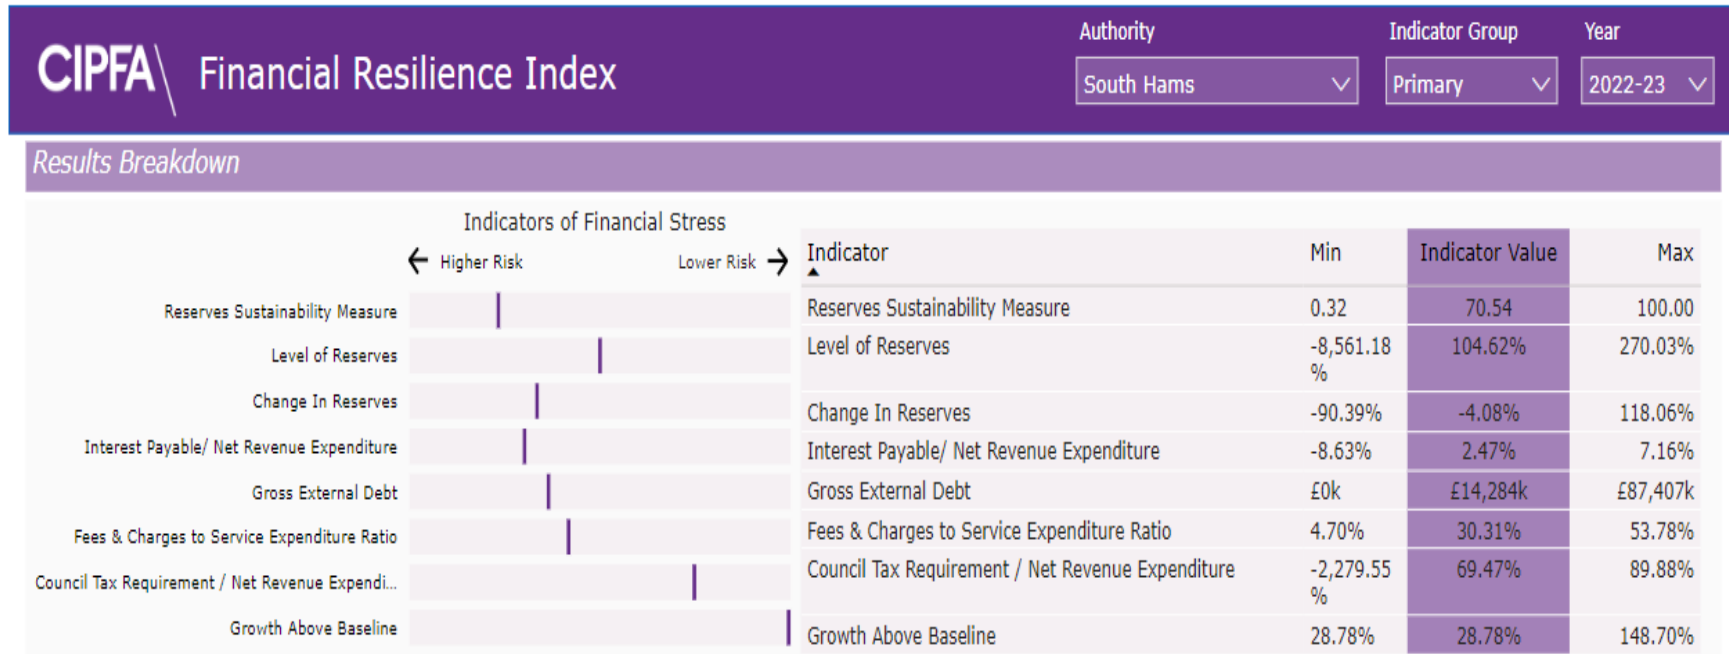 Authority
Indicator Group
Year
CIPFA
Financial Resilience Index
South Hams
Primary
2022-23
Results Breakdown
Indicators of Financial Stress
Higher Risk
Lower Risk
Reserves Sustainability Measure
Level of Reserves
Change In Reserves
Interest Payable/ Net Revenue Expenditure
Gross External Debt
Fees & Charges to Service Expenditure Ratio
Council Tax Requirement / Net Revenue Expendi...
Growth Above Baseline
Indicator Min Indicator Value Max
Reserves Sustainability Measure 0.32 70.54 100.00
Level of Reserves -8,561.18 104.62% 270.03%
%
Change In Reserves -90.39% -4.08% 118.06%
Interest Payable/ Net Revenue Expenditure -8.63% 2.47% 7.16%
Gross External Debt £0k £14,284k £87,407k
Fees & Charges to Service Expenditure Ratio 4.70% 30.31% 53.78%
Council Tax Requirement / Net Revenue Expenditure -2,279.55 69.47% 89.88%
%
Growth Above Baseline 28.78% 28.78% 148.70%